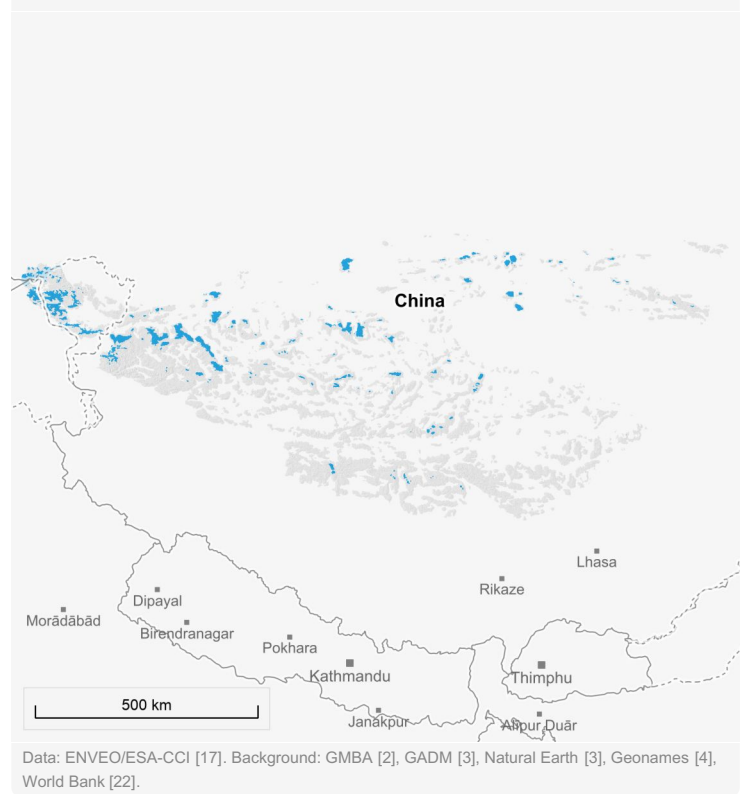 China
Lhasa
Rikaze
Dipayal
Morādābād
Birendranagar
Pokhara
Kathmandu
Thimphu
500 km
Janakpur
Alīpur Duār
Data: ENVEO/ESA-CCI [17]. Background: GMBA [2], GADM [3], Natural Earth [3], Geonames [4],
World Bank [22].